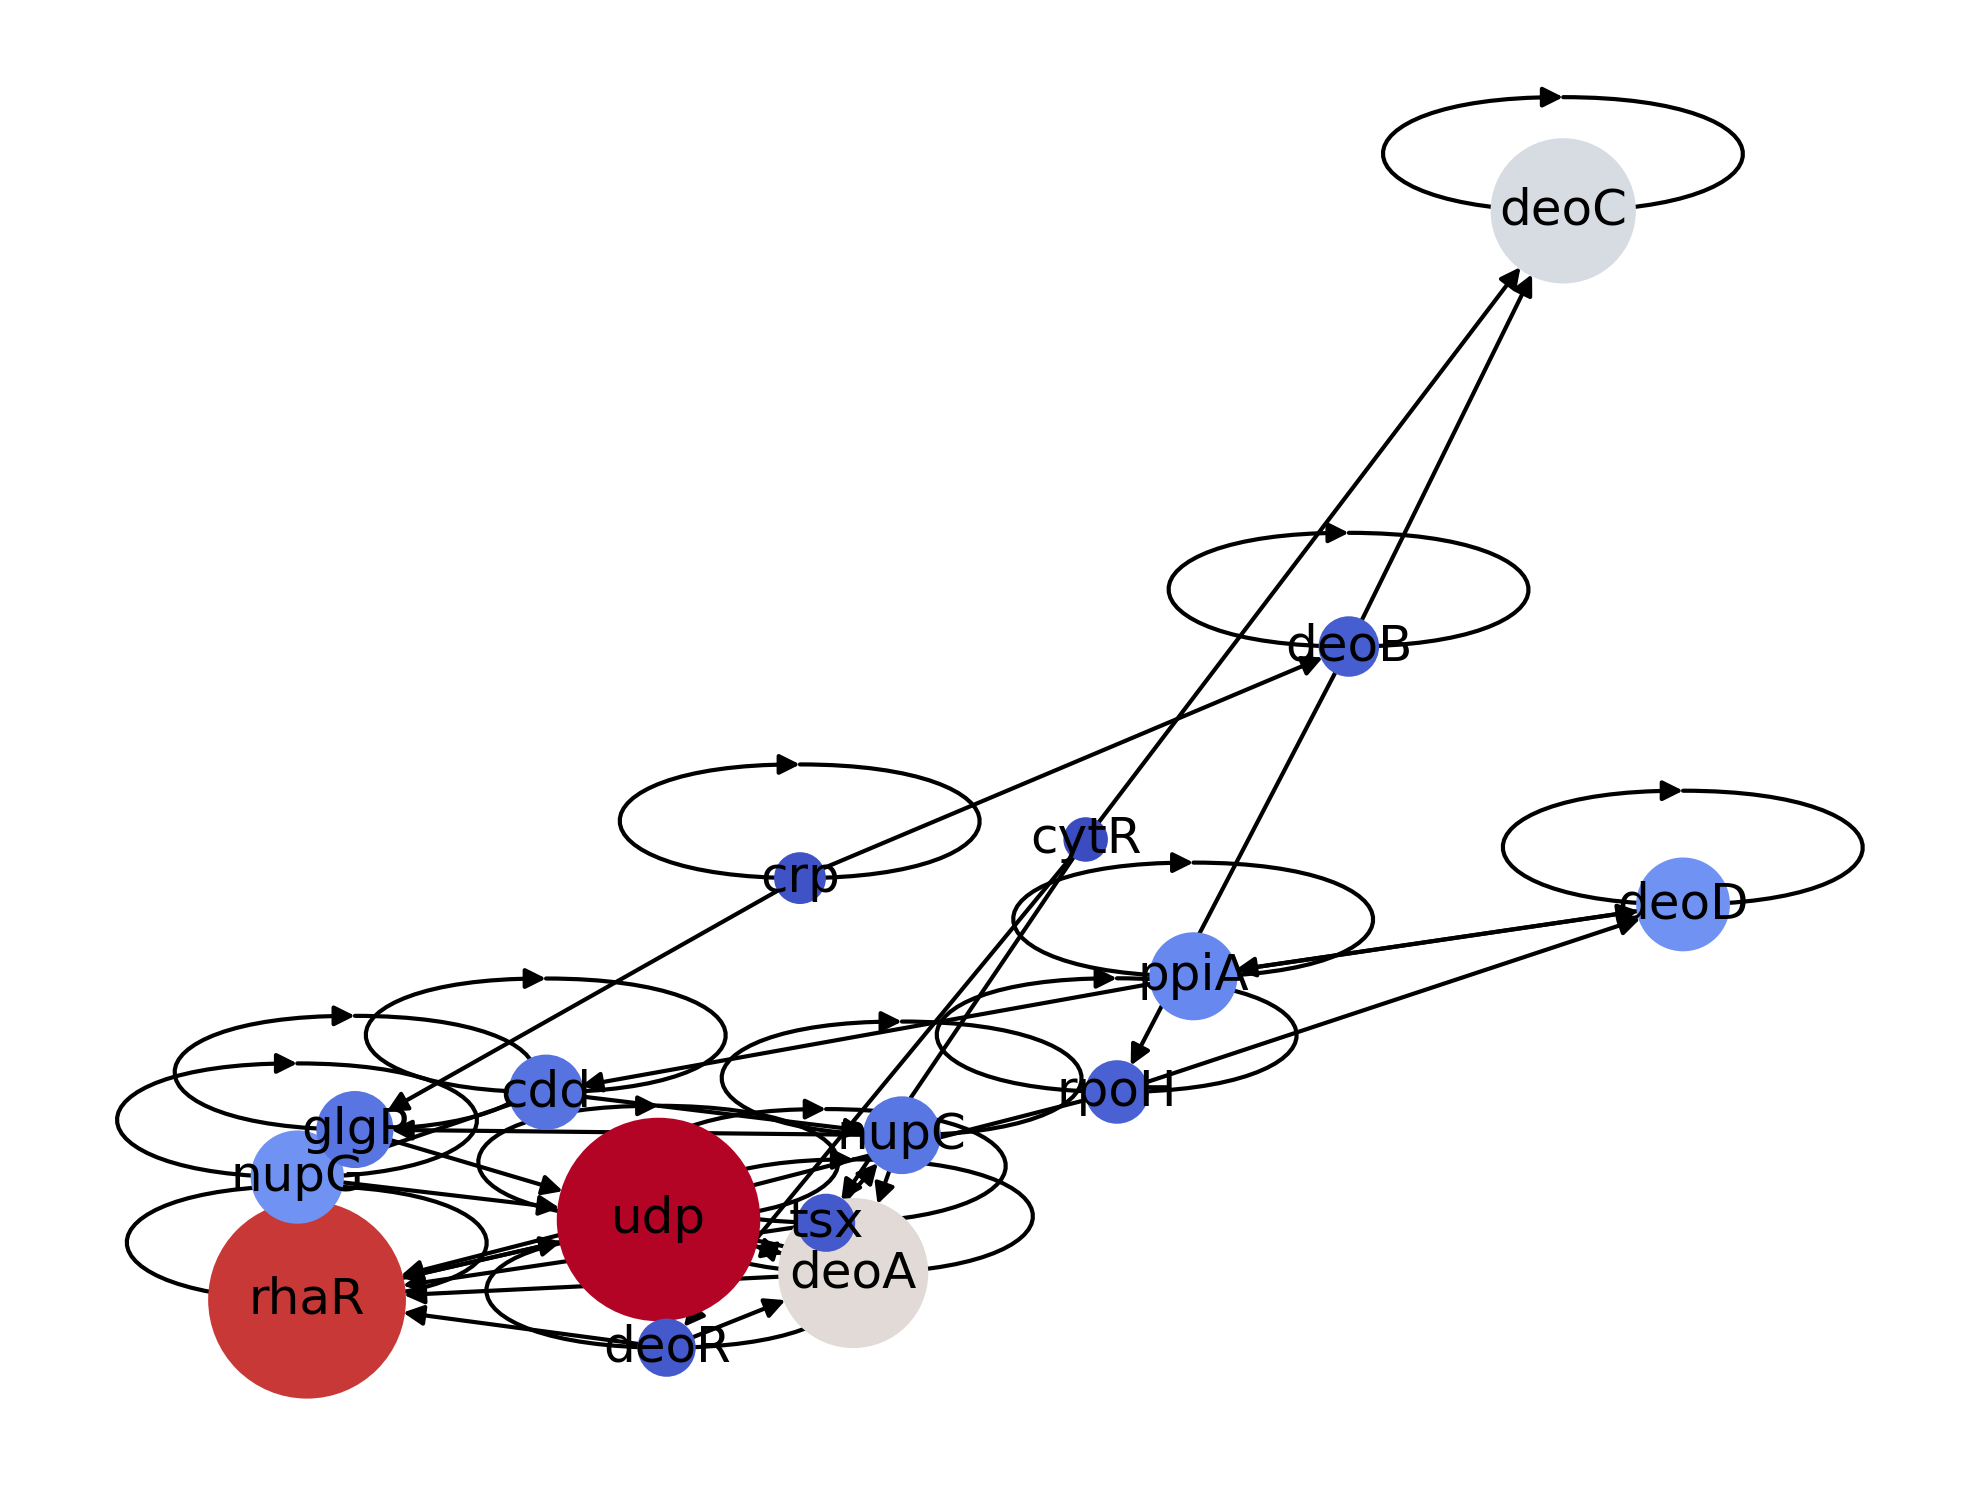 deoC
deoB
cytR
crp
deoD
ppiA
cdd
rpoH
glgP
nupC
nupG
udp
tsx
deoA
rhaR
deoR